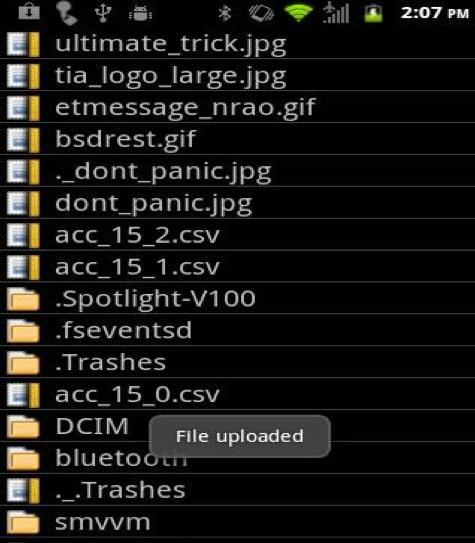 2:07 PM
ultimate_trick.jpg
tia_logo_large.jpg
etmessage_nrao.gif
bsdrest.gif
._dont_panic.jpg
dont_panic.jpg
acc_15_2.csv
acc_15_1.csv
.Spotlight-V100
.fseventsd
.Trashes
acc_15_0.csv
DCIM
File uploaded
bluetooth
._.Trashes
smvvm